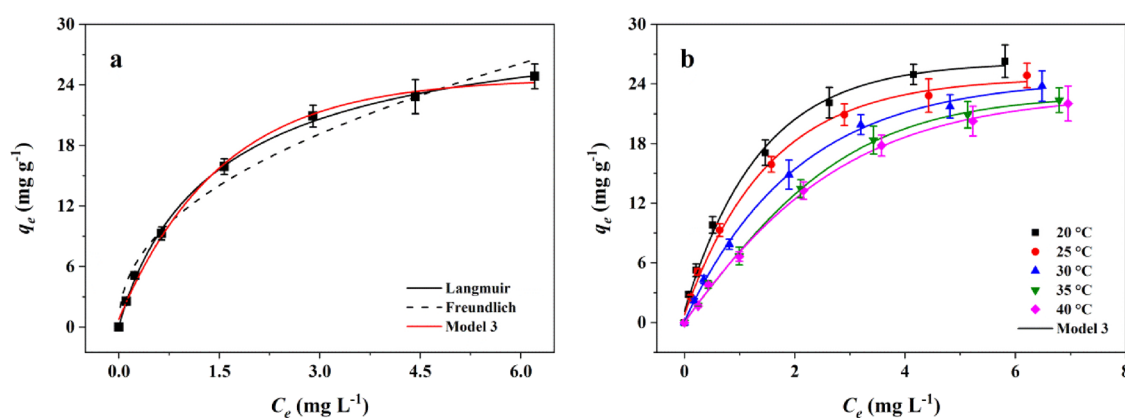 a
30
24
18
12
6
0
qe (mg g⁻¹)
0.0
1.5
3.0
4.5
6.0
Ce (mg L⁻¹)
Langmuir
Freundlich
Model 3
b
30
24
18
12
6
0
qe (mg g⁻¹)
0
2
4
6
8
Ce (mg L⁻¹)
20 °C
25 °C
30 °C
35 °C
40 °C
Model 3